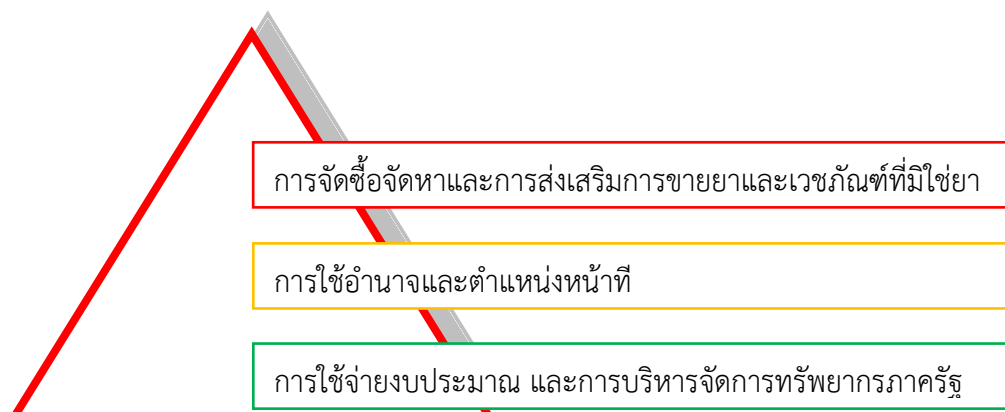 การจัดซื้อจัดหาและการส่งเสริมการขายยาและเวชภัณฑ์ที่มิใช่ยา
การใช้อำนาจและตำแหน่งหน้าที่
การใช้จ่ายงบประมาณ และการบริหารจัดการทรัพยากรภาครัฐ